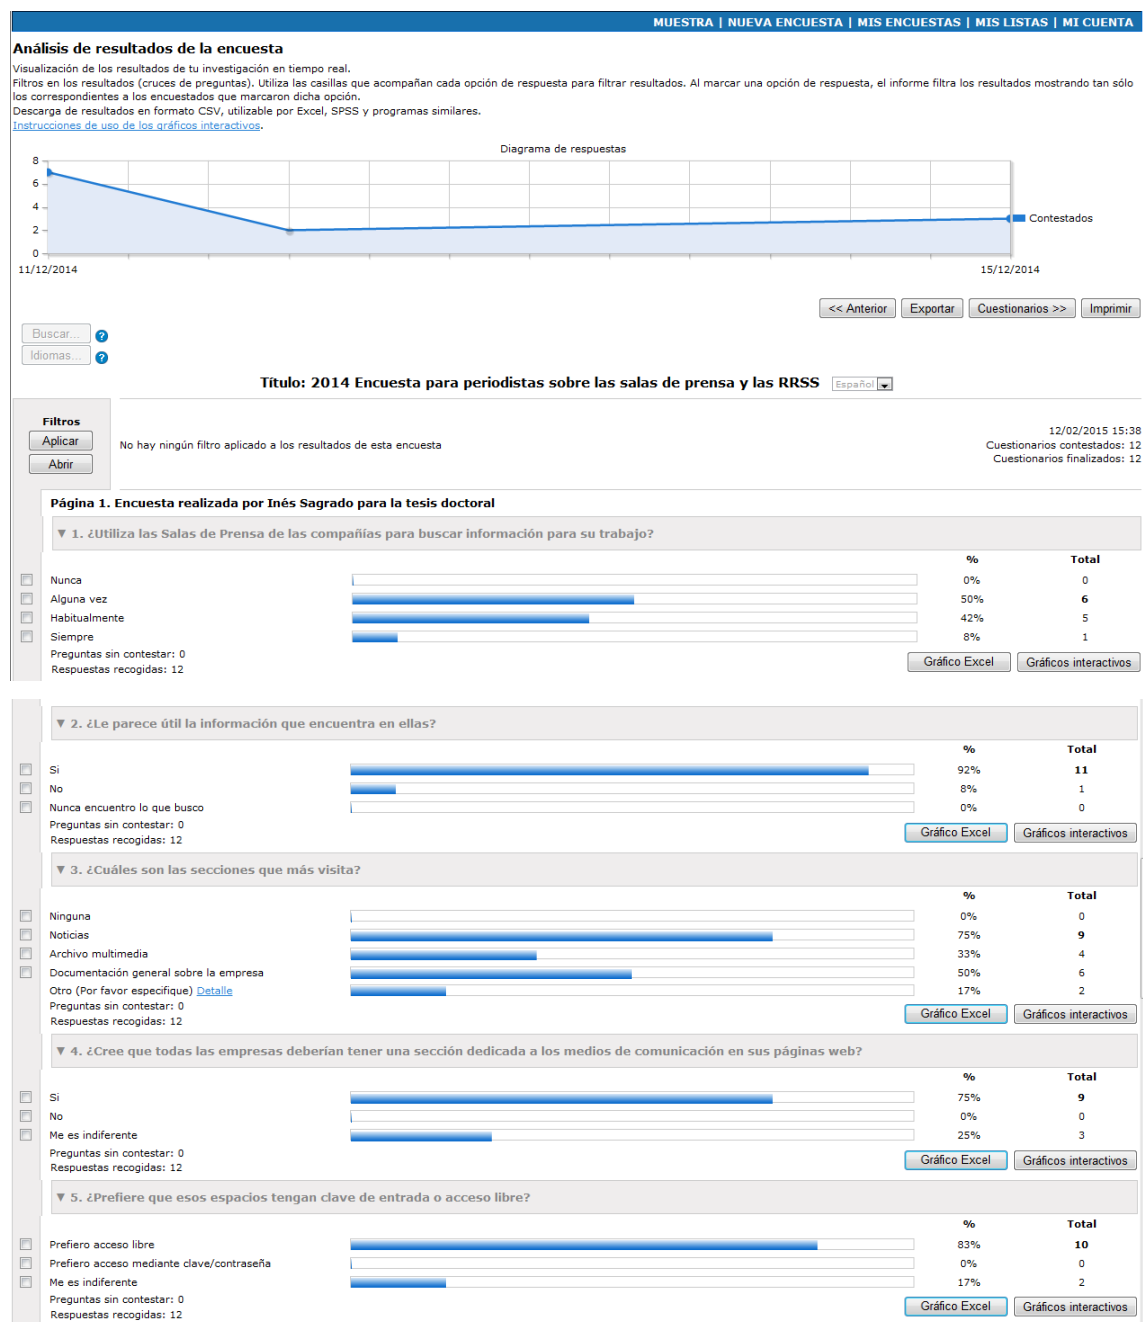 MUESTRA | NUEVA ENCUESTA | MIS ENCUESTAS | MIS LISTAS | MI CUENTA
Análisis de resultados de la encuesta
Visualización de los resultados de tu investigación en tiempo real.
Filtros en los resultados (cruces de preguntas). Utiliza las casillas que acompañan cada opción de respuesta para filtrar resultados. Al marcar una opción de respuesta, el informe filtra los resultados mostrando tan sólo
los correspondientes a los encuestados que marcaron dicha opción.
Descarga de resultados en formato CSV, utilizable por Excel, SPSS y programas similares.
Instrucciones de uso de los gráficos interactivos.
Diagrama de respuestas
8
6
4
2
0
Contestados
11/12/2014 15/12/2014
<< Anterior Exportar Cuestionarios >> Imprimir
Buscar... ?
Idiomas... ?
Título: 2014 Encuesta para periodistas sobre las salas de prensa y las RRSS Español
Filtros
Aplicar
Abrir
No hay ningún filtro aplicado a los resultados de esta encuesta
12/02/2015 15:38
Cuestionarios contestados: 12
Cuestionarios finalizados: 12
Página 1. Encuesta realizada por Inés Sagrado para la tesis doctoral
▼ 1. ¿Utiliza las Salas de Prensa de las compañías para buscar información para su trabajo?
% Total
Nunca 0% 0
Alguna vez 50% 6
Habitualmente 42% 5
Siempre 8% 1
Preguntas sin contestar: 0
Respuestas recogidas: 12
Gráfico Excel Gráficos interactivos
▼ 2. ¿Le parece útil la información que encuentra en ellas?
% Total
Si 92% 11
No 8% 1
Nunca encuentro lo que busco 0% 0
Preguntas sin contestar: 0
Respuestas recogidas: 12
Gráfico Excel Gráficos interactivos
▼ 3. ¿Cuáles son las secciones que más visita?
% Total
Ninguna 0% 0
Noticias 75% 9
Archivo multimedia 33% 4
Documentación general sobre la empresa 50% 6
Otro (Por favor especifique) Detalle 17% 2
Preguntas sin contestar: 0
Respuestas recogidas: 12
Gráfico Excel Gráficos interactivos
▼ 4. ¿Cree que todas las empresas deberían tener una sección dedicada a los medios de comunicación en sus páginas web?
% Total
Si 75% 9
No 0% 0
Me es indiferente 25% 3
Preguntas sin contestar: 0
Respuestas recogidas: 12
Gráfico Excel Gráficos interactivos
▼ 5. ¿Prefiere que esos espacios tengan clave de entrada o acceso libre?
% Total
Prefiero acceso libre 83% 10
Prefiero acceso mediante clave/contraseña 0% 0
Me es indiferente 17% 2
Preguntas sin contestar: 0
Respuestas recogidas: 12
Gráfico Excel Gráficos interactivos